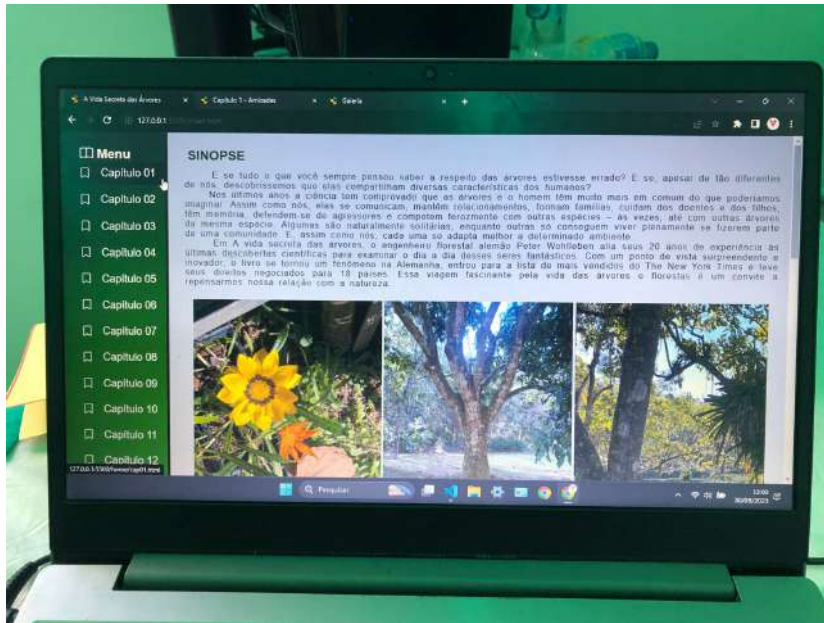 A Vida Secreta das Árvores
Capítulo 1 - Amizades
Galeria
127.0.0.1
Menu
Capítulo 01
Capítulo 02
Capítulo 03
Capítulo 04
Capítulo 05
Capítulo 06
Capítulo 07
Capítulo 08
Capítulo 09
Capítulo 10
Capítulo 11
Capítulo 12
SINOPSE
E se tudo o que você sempre pensou saber a respeito das árvores estivesse errado? E se, apesar de tão diferentes
de nós, descobríssemos que elas compartilham diversas características dos humanos?
Nos últimos anos a ciência tem comprovado que as árvores e o homem têm muito mais em comum do que poderíamos
imaginar. Assim como nós, elas se comunicam, mantêm relacionamentos, formam famílias, cuidam dos doentes e dos filhos,
têm memória, defendem-se de agressores e competem ferozmente com outras espécies – às vezes, até com outras árvores
da mesma espécie. Algumas são naturalmente solitárias, enquanto outras só conseguem viver plenamente se fizerem parte
de uma comunidade. E, assim como nós, cada uma se adapta melhor a determinado ambiente.
Em A vida secreta das árvores, o engenheiro florestal alemão Peter Wohlleben alia seus 20 anos de experiência às
últimas descobertas científicas para examinar o dia a dia desses seres fantásticos. Com um ponto de vista surpreendente e
inovador, o livro se tornou um fenômeno na Alemanha, entrou para a lista de mais vendidos do The New York Times e teve
seus direitos negociados para 18 países. Essa viagem fascinante pela vida das árvores e florestas é um convite a
repensarmos nossa relação com a natureza.
Pesquisar
12:00
30/08/2023